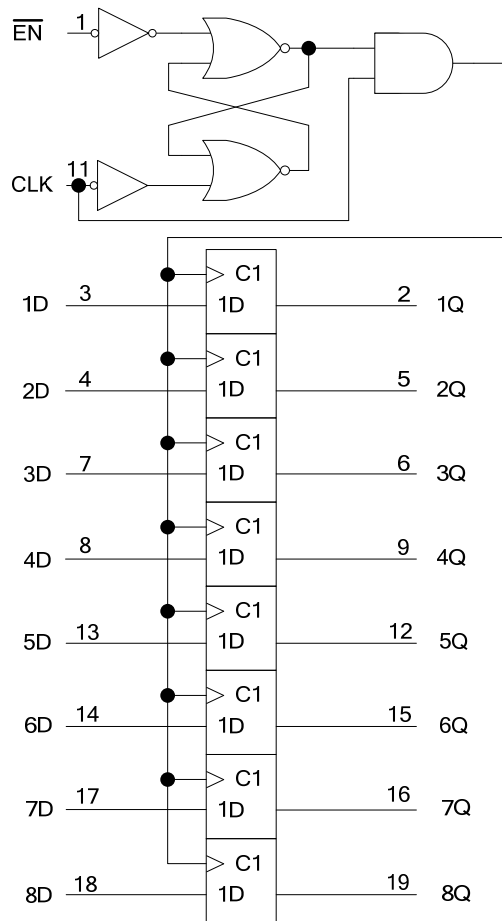 EN 1
CLK 11
C1
1D 3 1D 2 1Q
C1
2D 4 1D 5 2Q
C1
3D 7 1D 6 3Q
C1
4D 8 1D 9 4Q
C1
5D 13 1D 12 5Q
C1
6D 14 1D 15 6Q
C1
7D 17 1D 16 7Q
C1
8D 18 1D 19 8Q